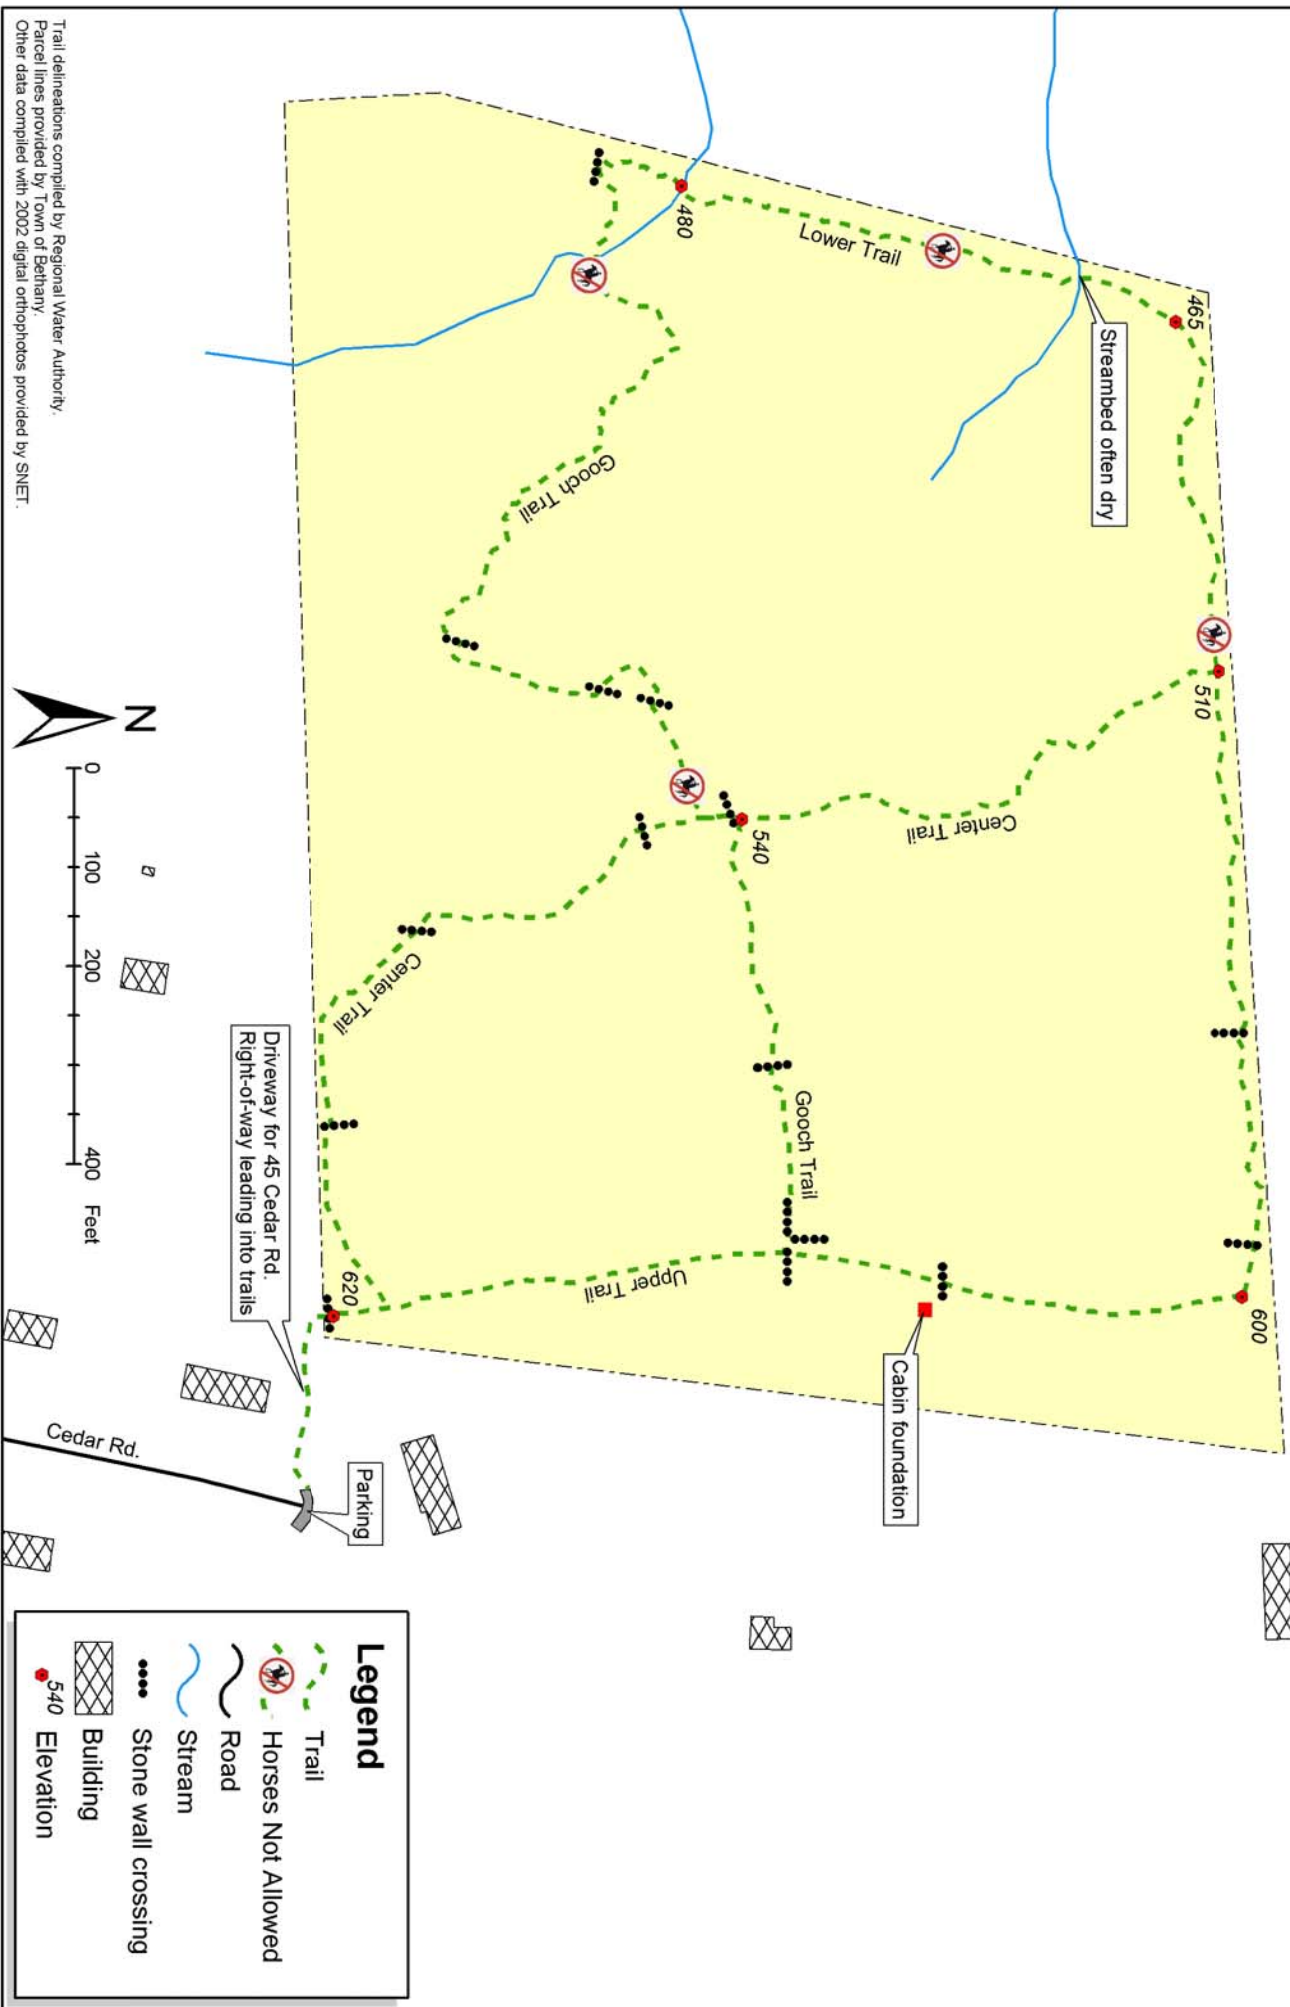 Trail delineations compiled by Regional Water Authority.
Parcel lines provided by Town of Bethany.
Other data compiled with 2002 digital orthophotos provided by SNET.
480
Lower Trail
465
Streambed often dry
Gooch Trail
510
Center Trail
540
N
0 100 200 400 Feet
Center Trail
Gooch Trail
Driveway for 45 Cedar Rd.
Right-of-way leading into trails
620
Upper Trail
600
Cabin foundation
Cedar Rd.
Parking
Legend
Trail
Horses Not Allowed
Road
Stream
Stone wall crossing
Building
540 Elevation